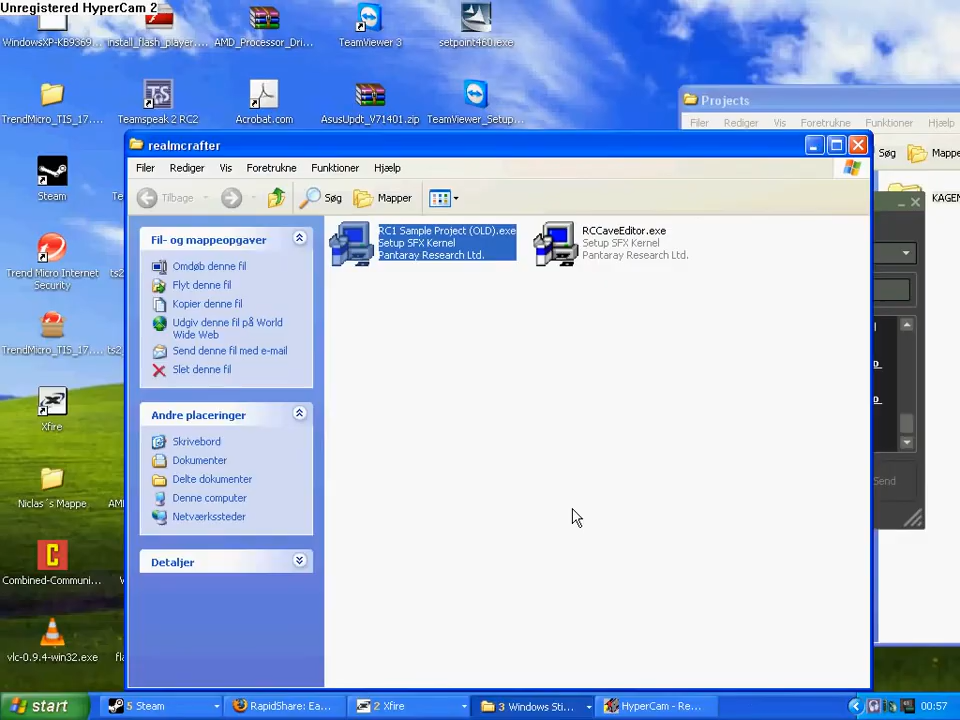 Unregistered HyperCam 2
WindowsXP-KB9369...
install_flash_player....
AMD_Processor_Dri...
TeamViewer 3
setpoint460.exe
TrendMicro_TIS_17....
Teamspeak 2 RC2
Acrobat.com
AsusUpdt_V71401.zip
TeamViewer_Setup...
Projects
Filer Rediger Vis Foretrukne Funktioner Hjælp
Søg Mappe
KAGEN
realmcrafter
Filer Rediger Vis Foretrukne Funktioner Hjælp
Tilbage Søg Mapper
Steam
Trend Micro Internet
Security
ts2
TrendMicro_TIS_17....
ts2
Xfire
Niclas´s Mappe
AM
Combined-Communi...
vlc-0.9.4-win32.exe
fl
Fil- og mappeopgaver
Omdøb denne fil
Flyt denne fil
Kopier denne fil
Udgiv denne fil på World
Wide Web
Send denne fil med e-mail
Slet denne fil
Andre placeringer
Skrivebord
Dokumenter
Delte dokumenter
Denne computer
Netværkssteder
Detaljer
RC1 Sample Project (OLD).exe
Setup SFX Kernel
Pantaray Research Ltd.
RCCaveEditor.exe
Setup SFX Kernel
Pantaray Research Ltd.
Send
start
5 Steam
RapidShare: Ea...
2 Xfire
3 Windows Sti...
HyperCam - Re...
00:57